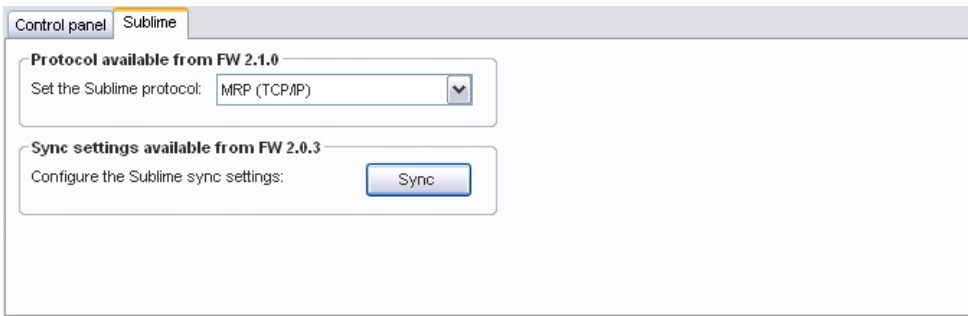 Control panel Sublime
Protocol available from FW 2.1.0
Set the Sublime protocol: MRP (TCP/IP)
Sync settings available from FW 2.0.3
Configure the Sublime sync settings: Sync